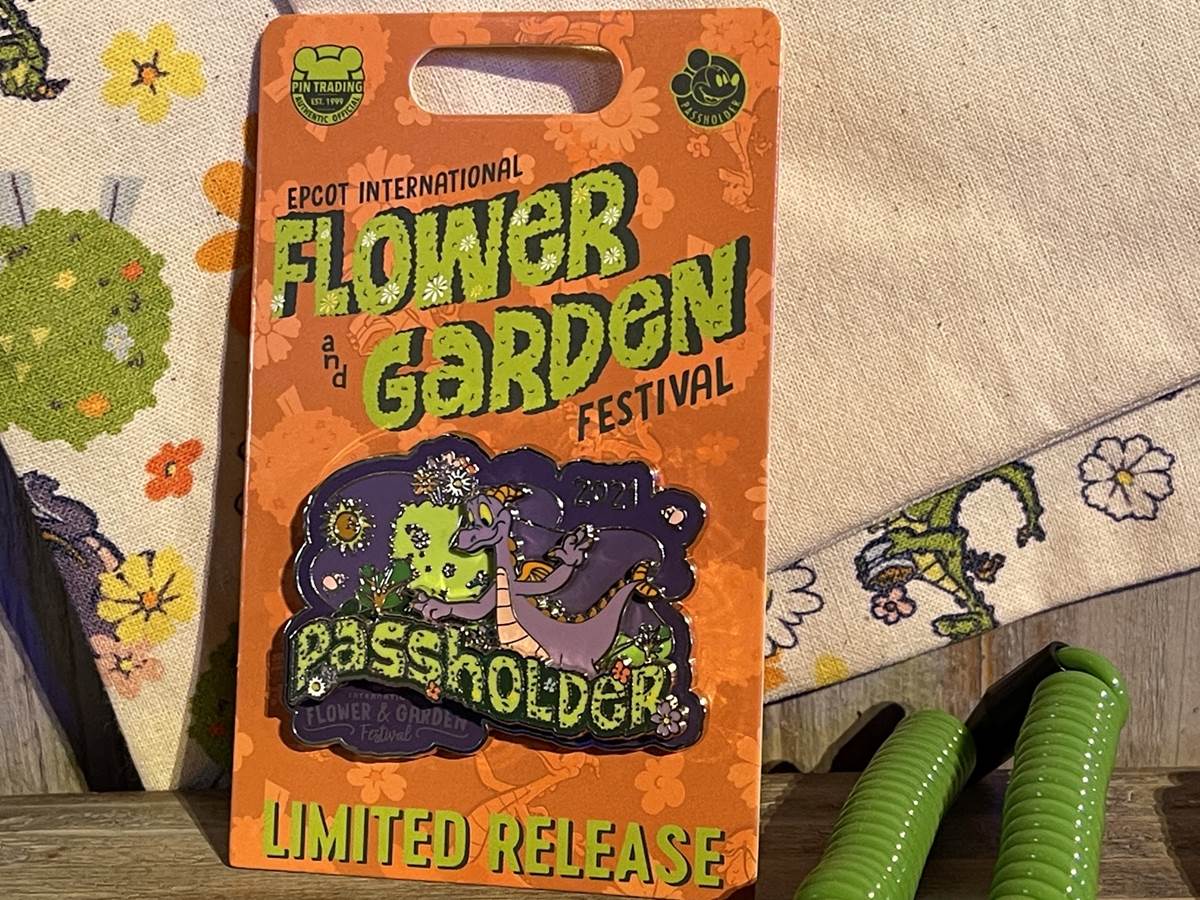 PIN TRADING
EST. 1999
AUTHENTIC OFFICIAL
PASSHOLDER
EPCOT INTERNATIONAL
FLOWeR
and
GaRDeN
FESTIVAL
2021
PassHOLDeR
INTERNATIONAL
FLOWER & GARDEN
Festival
LIMITED RELEASE